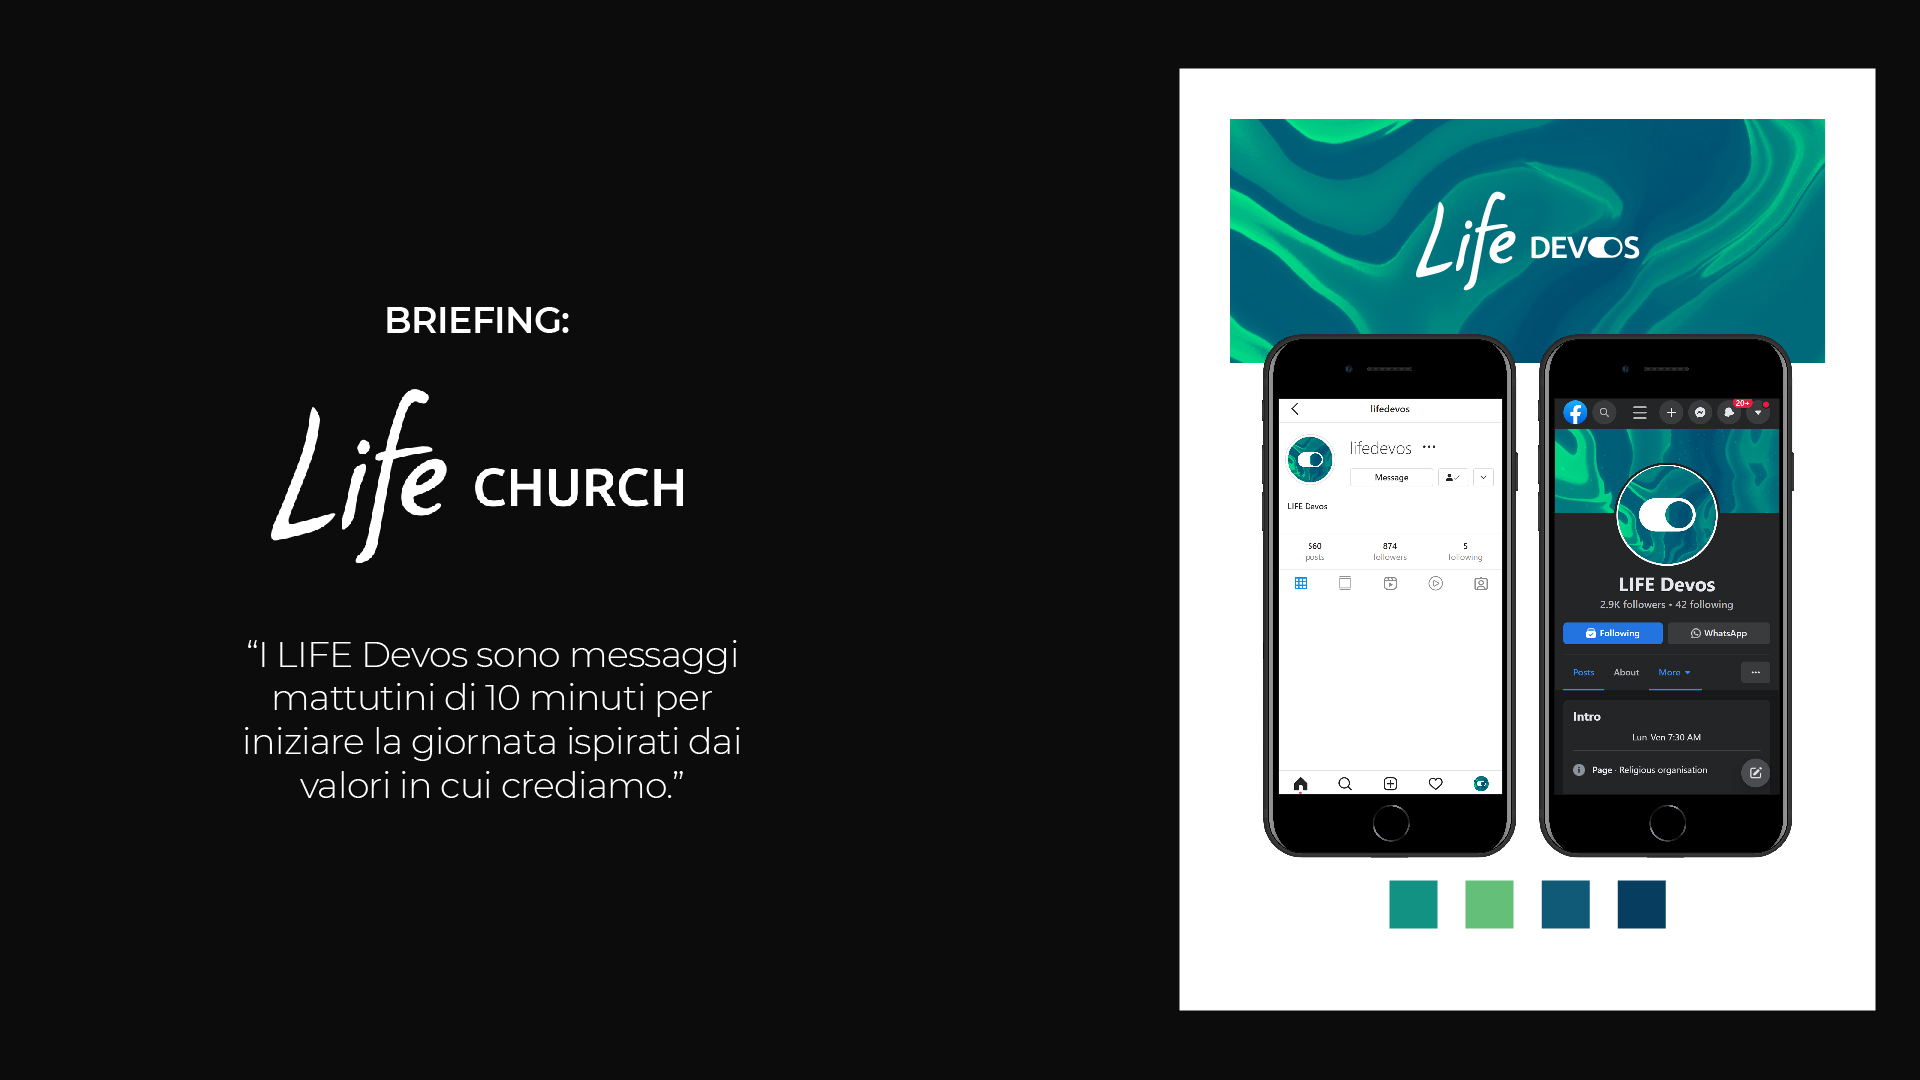 BRIEFING:
Life CHURCH
“I LIFE Devos sono messaggi
mattutini di 10 minuti per
iniziare la giornata ispirati dai
valori in cui crediamo.”
Life DEVOS
lifedevos
lifedevos ...
Message
LIFE Devos
560 874 5
posts followers following
20+
LIFE Devos
2.9K followers • 42 following
Following WhatsApp
Posts About More
Intro
Lun Ven 7:30 AM
Page · Religious organisation